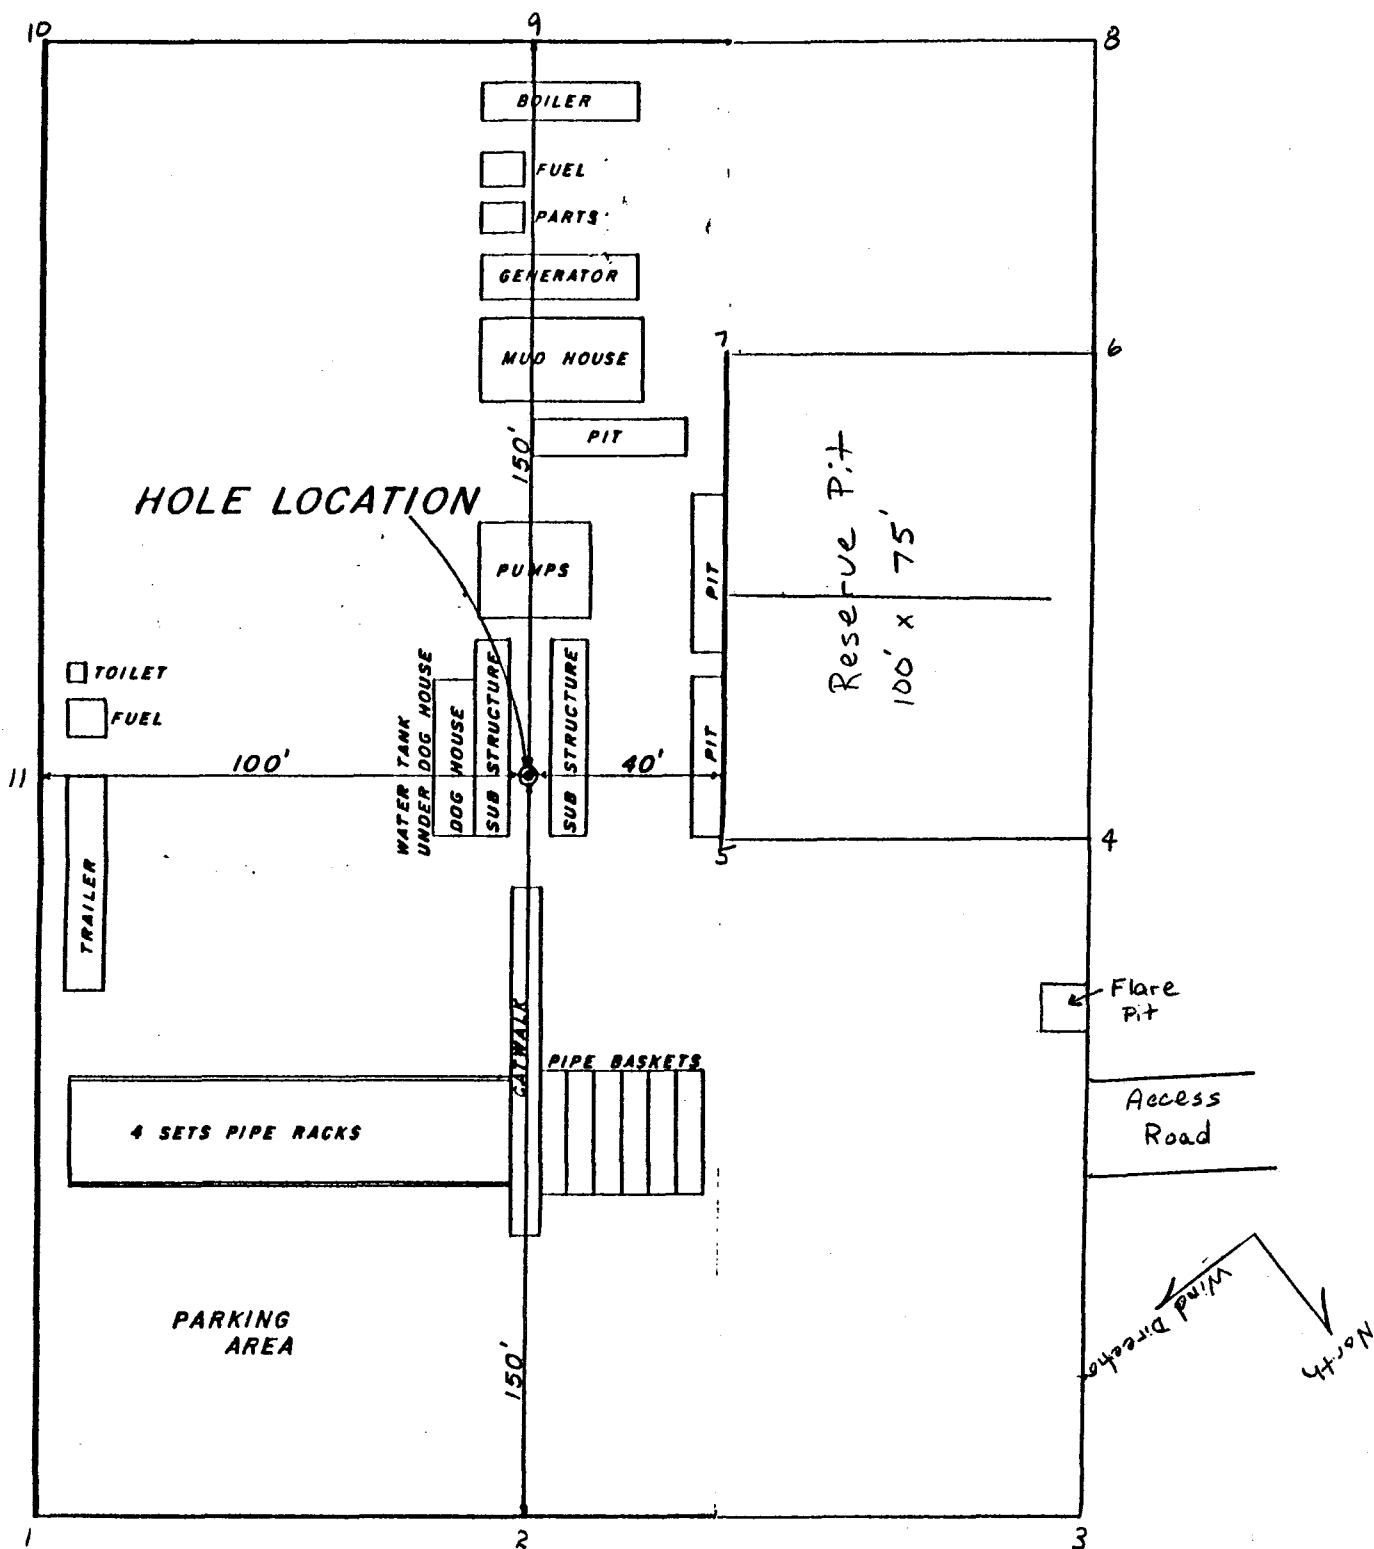 10
9
8
BOILER
FUEL
PARTS
GENERATOR
MUD HOUSE
7
6
PIT
150'
HOLE LOCATION
Reserve Pit
100' x 75'
PUMPS
PIT
TOILET
FUEL
WATER TANK
UNDER DOG HOUSE
DOG HOUSE
SUB STRUCTURE
SUB STRUCTURE
11
100'
40'
PIT
5
4
TRAILER
Flare
Pit
CATWALK
PIPE BASKETS
4 SETS PIPE RACKS
Access
Road
Wind
North
PARKING
AREA
150'
1
2
3